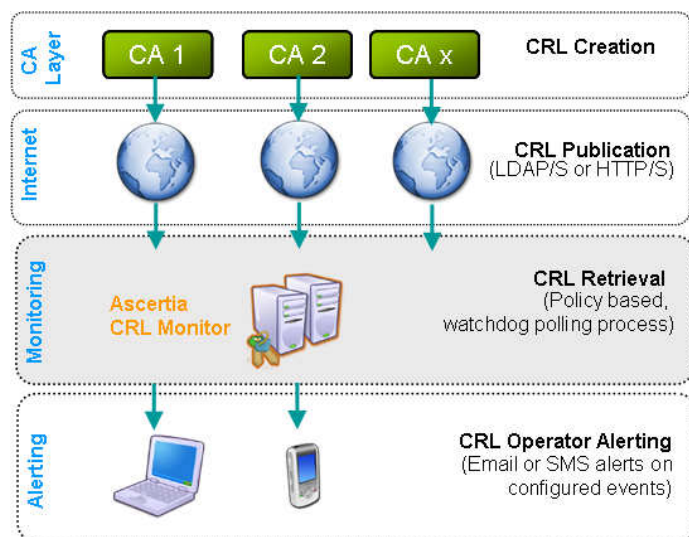 CA Layer
CA 1
CA 2
CA x
CRL Creation
Internet
CRL Publication
(LDAP/S or HTTP/S)
Monitoring
Ascertia
CRL Monitor
CRL Retrieval
(Policy based,
watchdog polling process)
Alerting
CRL Operator Alerting
(Email or SMS alerts on
configured events)